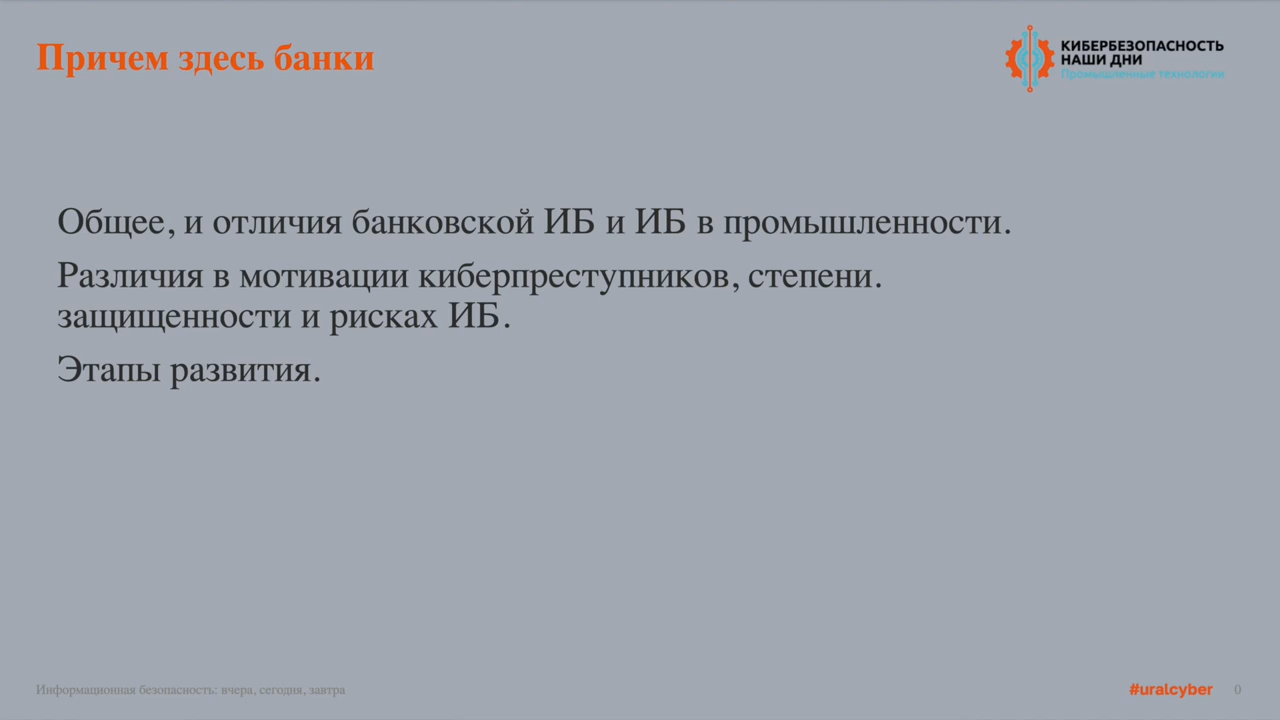 Причем здесь банки
КИБЕРБЕЗОПАСНОСТЬ
НАШИ ДНИ
Промышленные технологии
Общее, и отличия банковской ИБ и ИБ в промышленности.
Различия в мотивации киберпреступников, степени.
защищенности и рисках ИБ.
Этапы развития.
Информационная безопасность: вчера, сегодня, завтра
#uralcyber
0